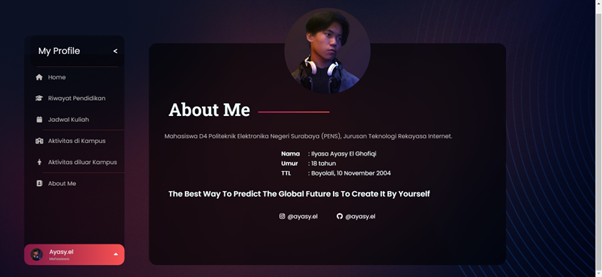 My Profile <
Home
Riwayat Pendidikan
Jadwal Kuliah
Aktivitas di Kampus
Aktivitas diluar Kampus
About Me
Ayasy.el
Mahasiswa
About Me
Mahasiswa D4 Politeknik Elektronika Negeri Surabaya (PENS), Jurusan Teknologi Rekayasa Internet.
Nama : Ilyasa Ayasy El Ghofiqi
Umur : 18 tahun
TTL : Boyolali, 10 November 2004
The Best Way To Predict The Global Future Is To Create It By Yourself
@ayasy.el @ayasy.el